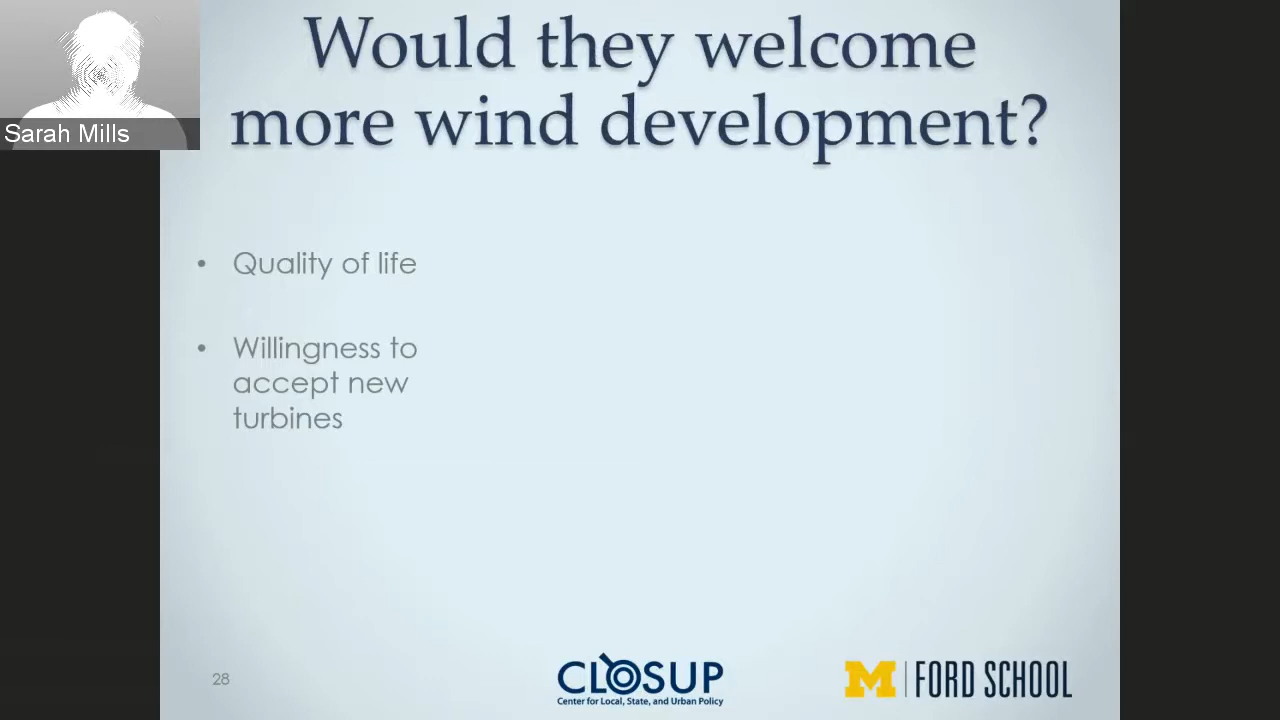 Sarah Mills
Would they welcome
more wind development?
• Quality of life
• Willingness to
accept new
turbines
28
CLOSUP
Center for Local, State, and Urban Policy
M FORD SCHOOL